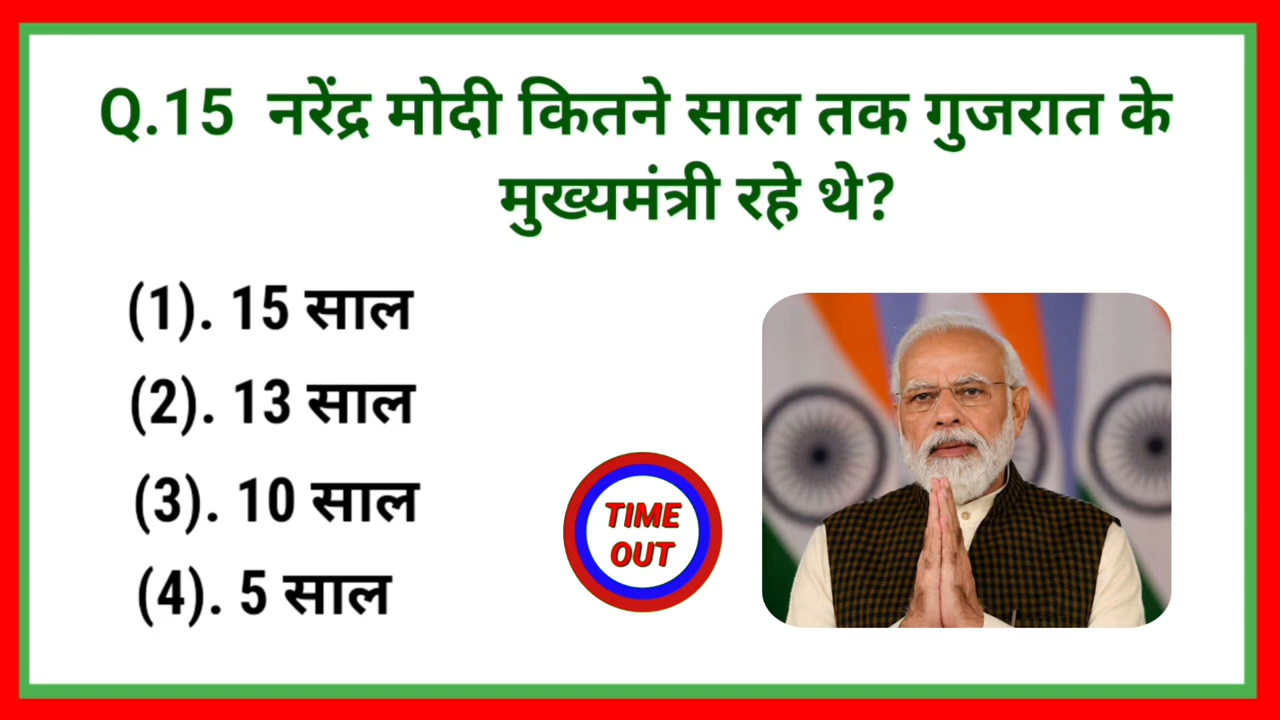 Q.15 नरेंद्र मोदी कितने साल तक गुजरात के
मुख्यमंत्री रहे थे?
(1). 15 साल
(2). 13 साल
(3). 10 साल
(4). 5 साल
TIME
OUT